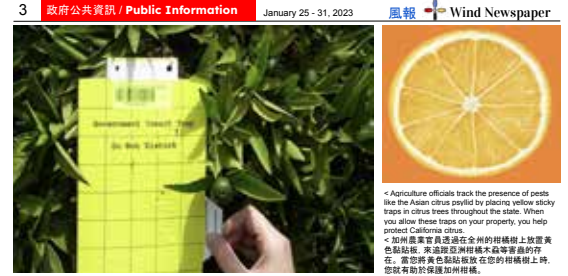 3 政府公共資訊 / Public Information January 25 - 31, 2023 風報 Wind Newspaper
Government Insect Trap
Do Not Disturb
< Agriculture officials track the presence of pests
like the Asian citrus psyllid by placing yellow sticky
traps in citrus trees throughout the state. When
you allow these traps on your property, you help
protect California citrus.
< 加州農業官員透過在全州的柑橘樹上放置黃
色黏貼板, 來追蹤亞洲柑橘木蝨等害蟲的存
在。當您將黃色黏貼板放在您的柑橘樹上時,
您就有助於保護加州柑橘。